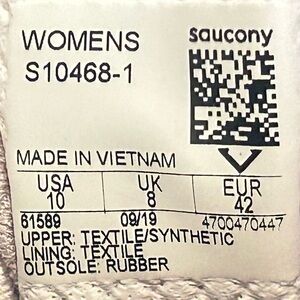 WOMENS
saucony
S10468-1
MADE IN VIETNAM
USA UK EUR
10 8 42
61589 09/19 4700470447
UPPER: TEXTILE/SYNTHETIC
LINING: TEXTILE
OUTSOLE: RUBBER